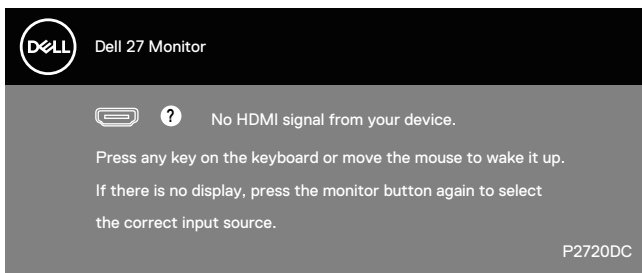 DELL
Dell 27 Monitor
? No HDMI signal from your device.
Press any key on the keyboard or move the mouse to wake it up.
If there is no display, press the monitor button again to select
the correct input source.
P2720DC